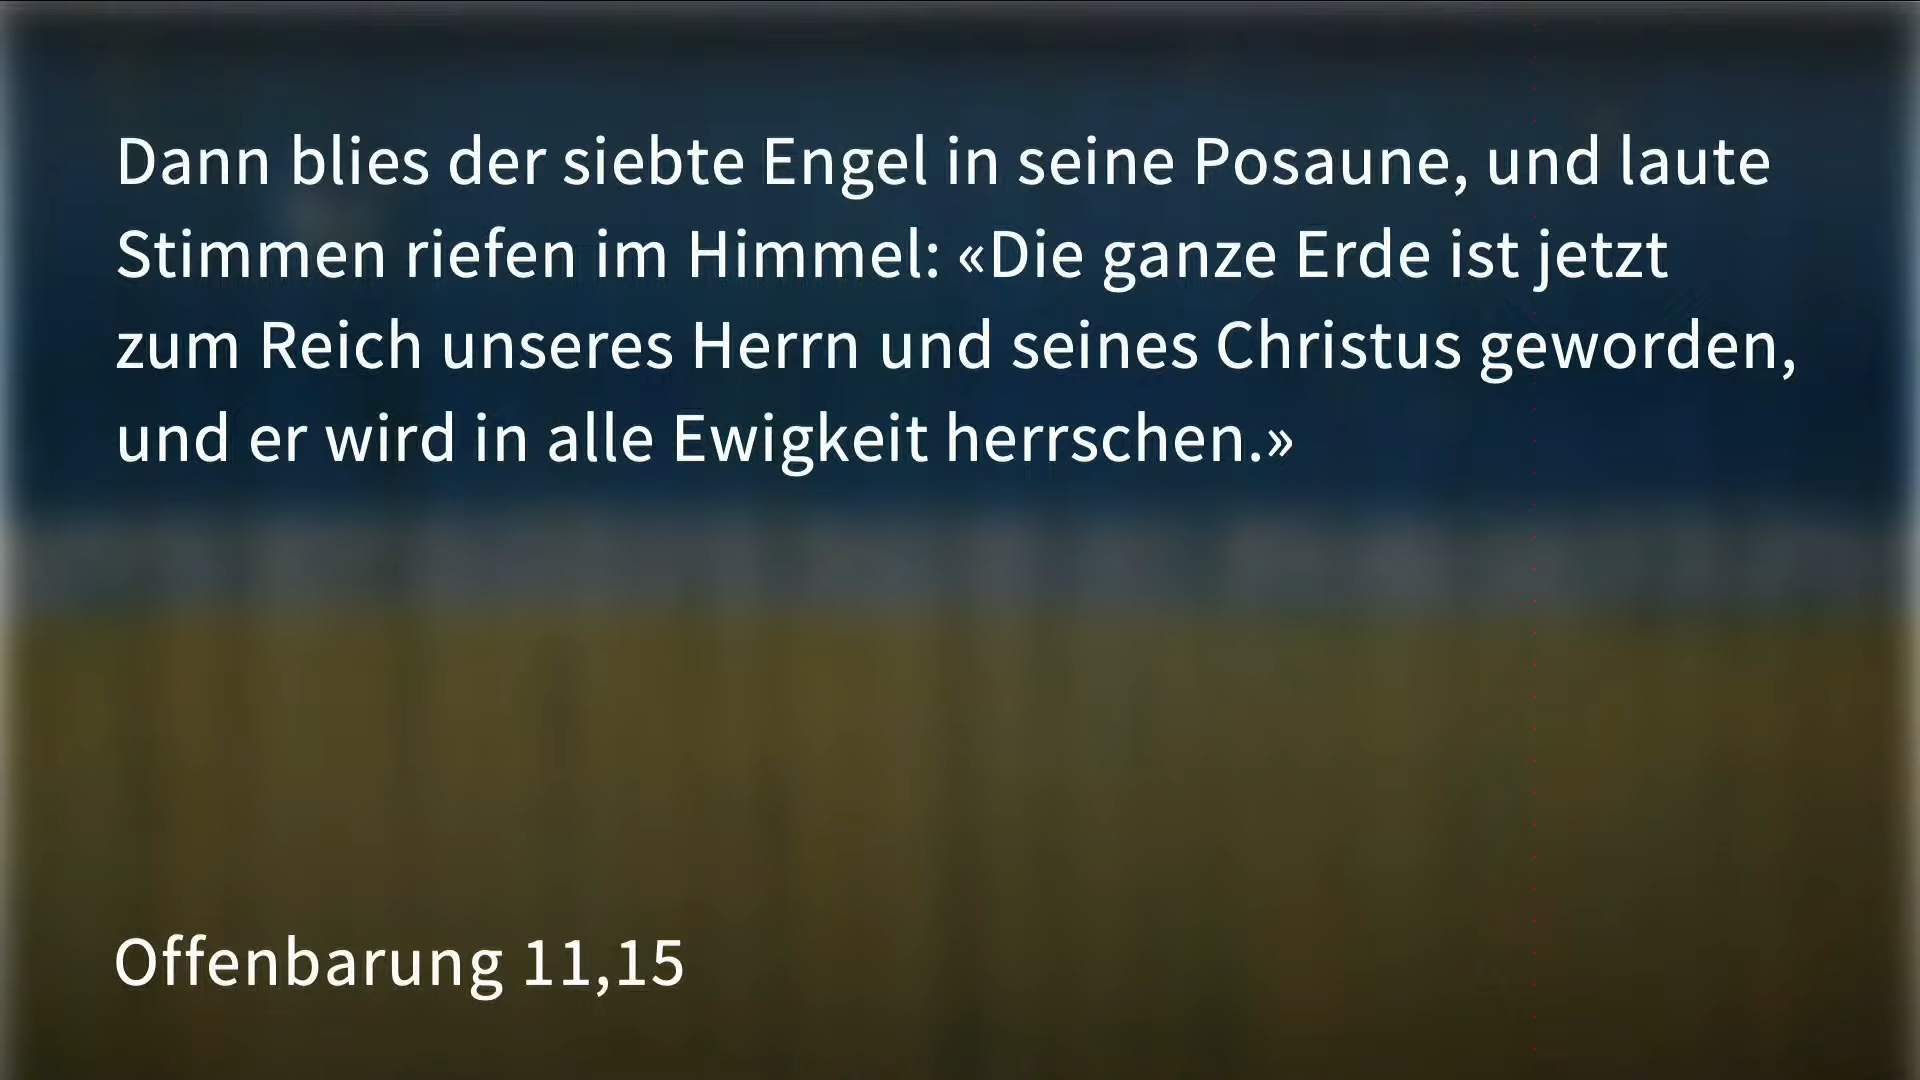 Dann blies der siebte Engel in seine Posaune, und laute
Stimmen riefen im Himmel: «Die ganze Erde ist jetzt
zum Reich unseres Herrn und seines Christus geworden,
und er wird in alle Ewigkeit herrschen.»
Offenbarung 11,15